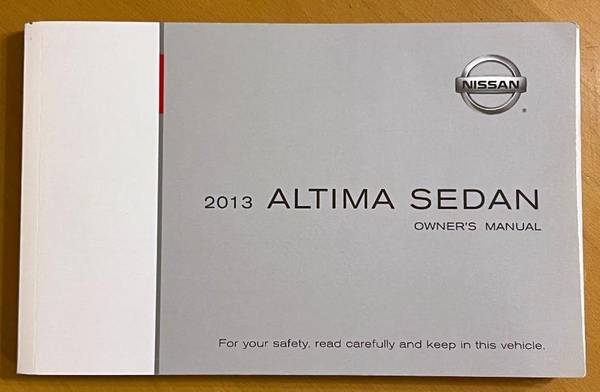 NISSAN
®
2013 ALTIMA SEDAN
OWNER'S MANUAL
For your safety, read carefully and keep in this vehicle.